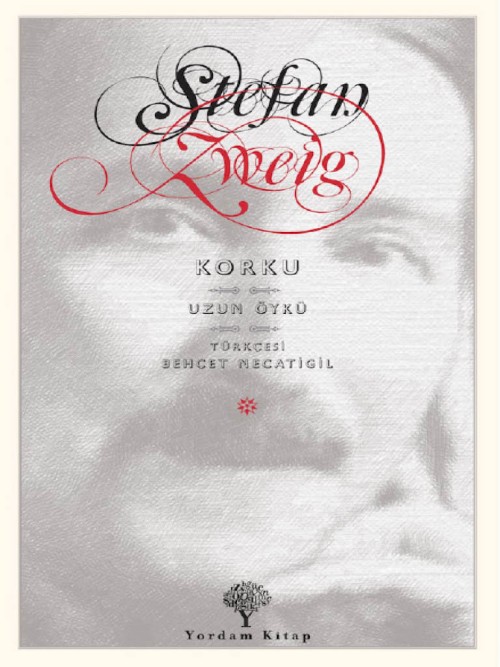 Stefan
Zweig
KORKU
UZUN ÖYKÜ
TÜRKÇESİ
BEHÇET NECATİGİL
Yordam Kitap